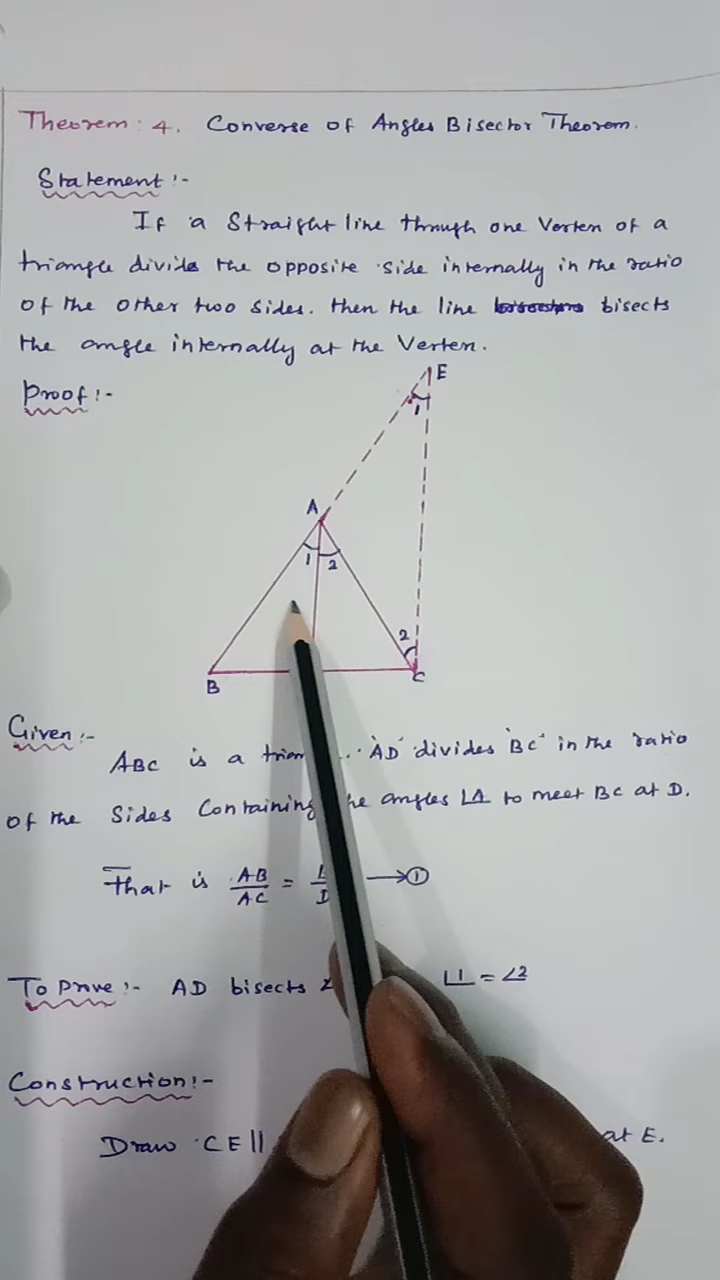 Theorem: 4. Converse of Angles Bisector Theorem.
Statement:-
If a Straight line through one Vertex of a
triangle divide the opposite side internally in the ratio
of the other two sides. then the line bisects
the angle internally at the Vertex.
Proof:-
E
1
A
1 2
2
B C
Given:-
ABC is a AD divides BC in the ratio
of the Sides Containing the angles ∠A to meet BC at D.
That is AB/AC = →①
To Prove:- AD bisects ∠1 = ∠2
Construction:-
Draw CE || at E.